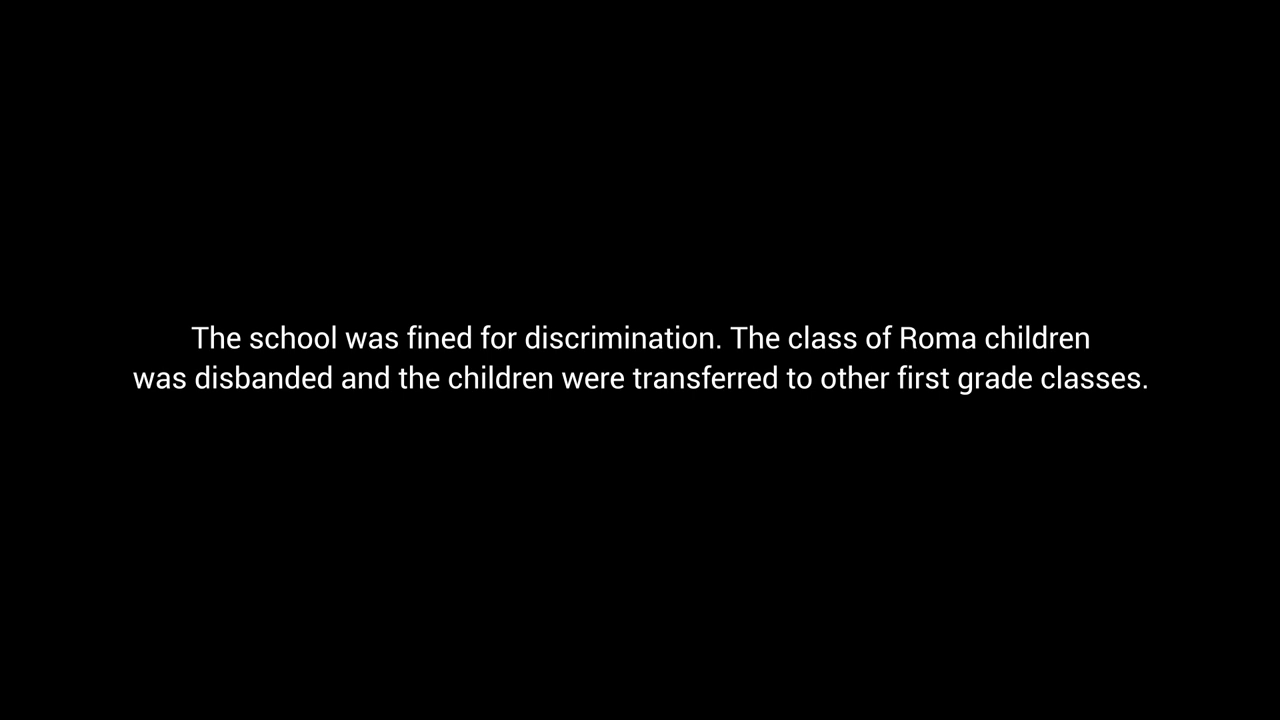 The school was fined for discrimination. The class of Roma children
was disbanded and the children were transferred to other first grade classes.